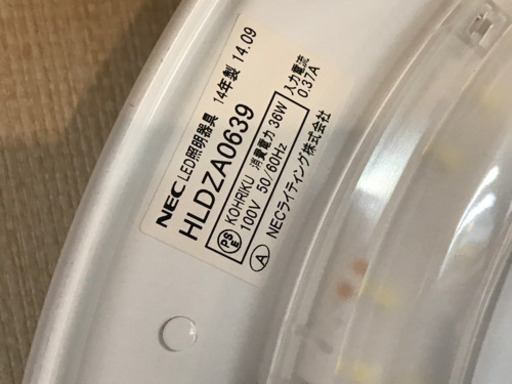 NEC LED照明器具 14年製 14.09
HLDZA0639
PSE KOHRIKU 消費電力 36W 入力電流
100V 50/60Hz 0.37A
A NECライティング株式会社